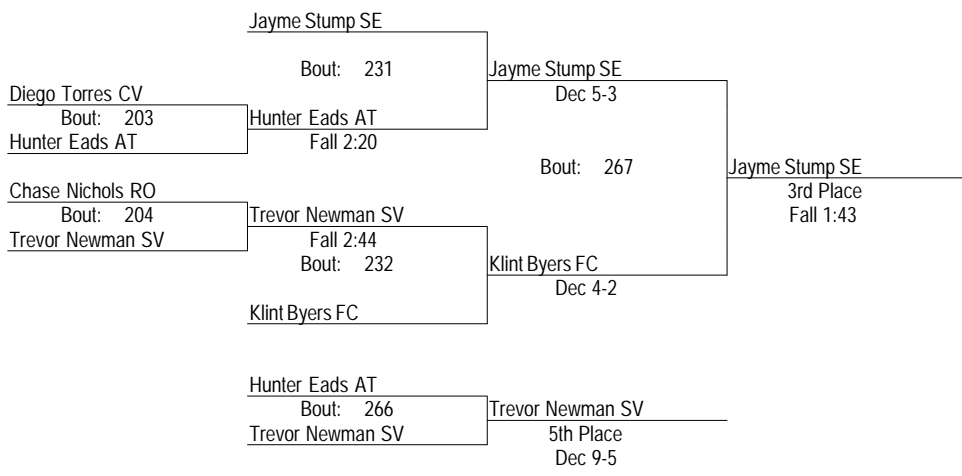 Jayme Stump SE
Bout: 231
Jayme Stump SE
Dec 5-3
Diego Torres CV
Bout: 203
Hunter Eads AT
Hunter Eads AT
Fall 2:20
Bout: 267
Jayme Stump SE
3rd Place
Fall 1:43
Chase Nichols RO
Bout: 204
Trevor Newman SV
Trevor Newman SV
Fall 2:44
Bout: 232
Klint Byers FC
Dec 4-2
Klint Byers FC
Hunter Eads AT
Bout: 266
Trevor Newman SV
Trevor Newman SV
5th Place
Dec 9-5